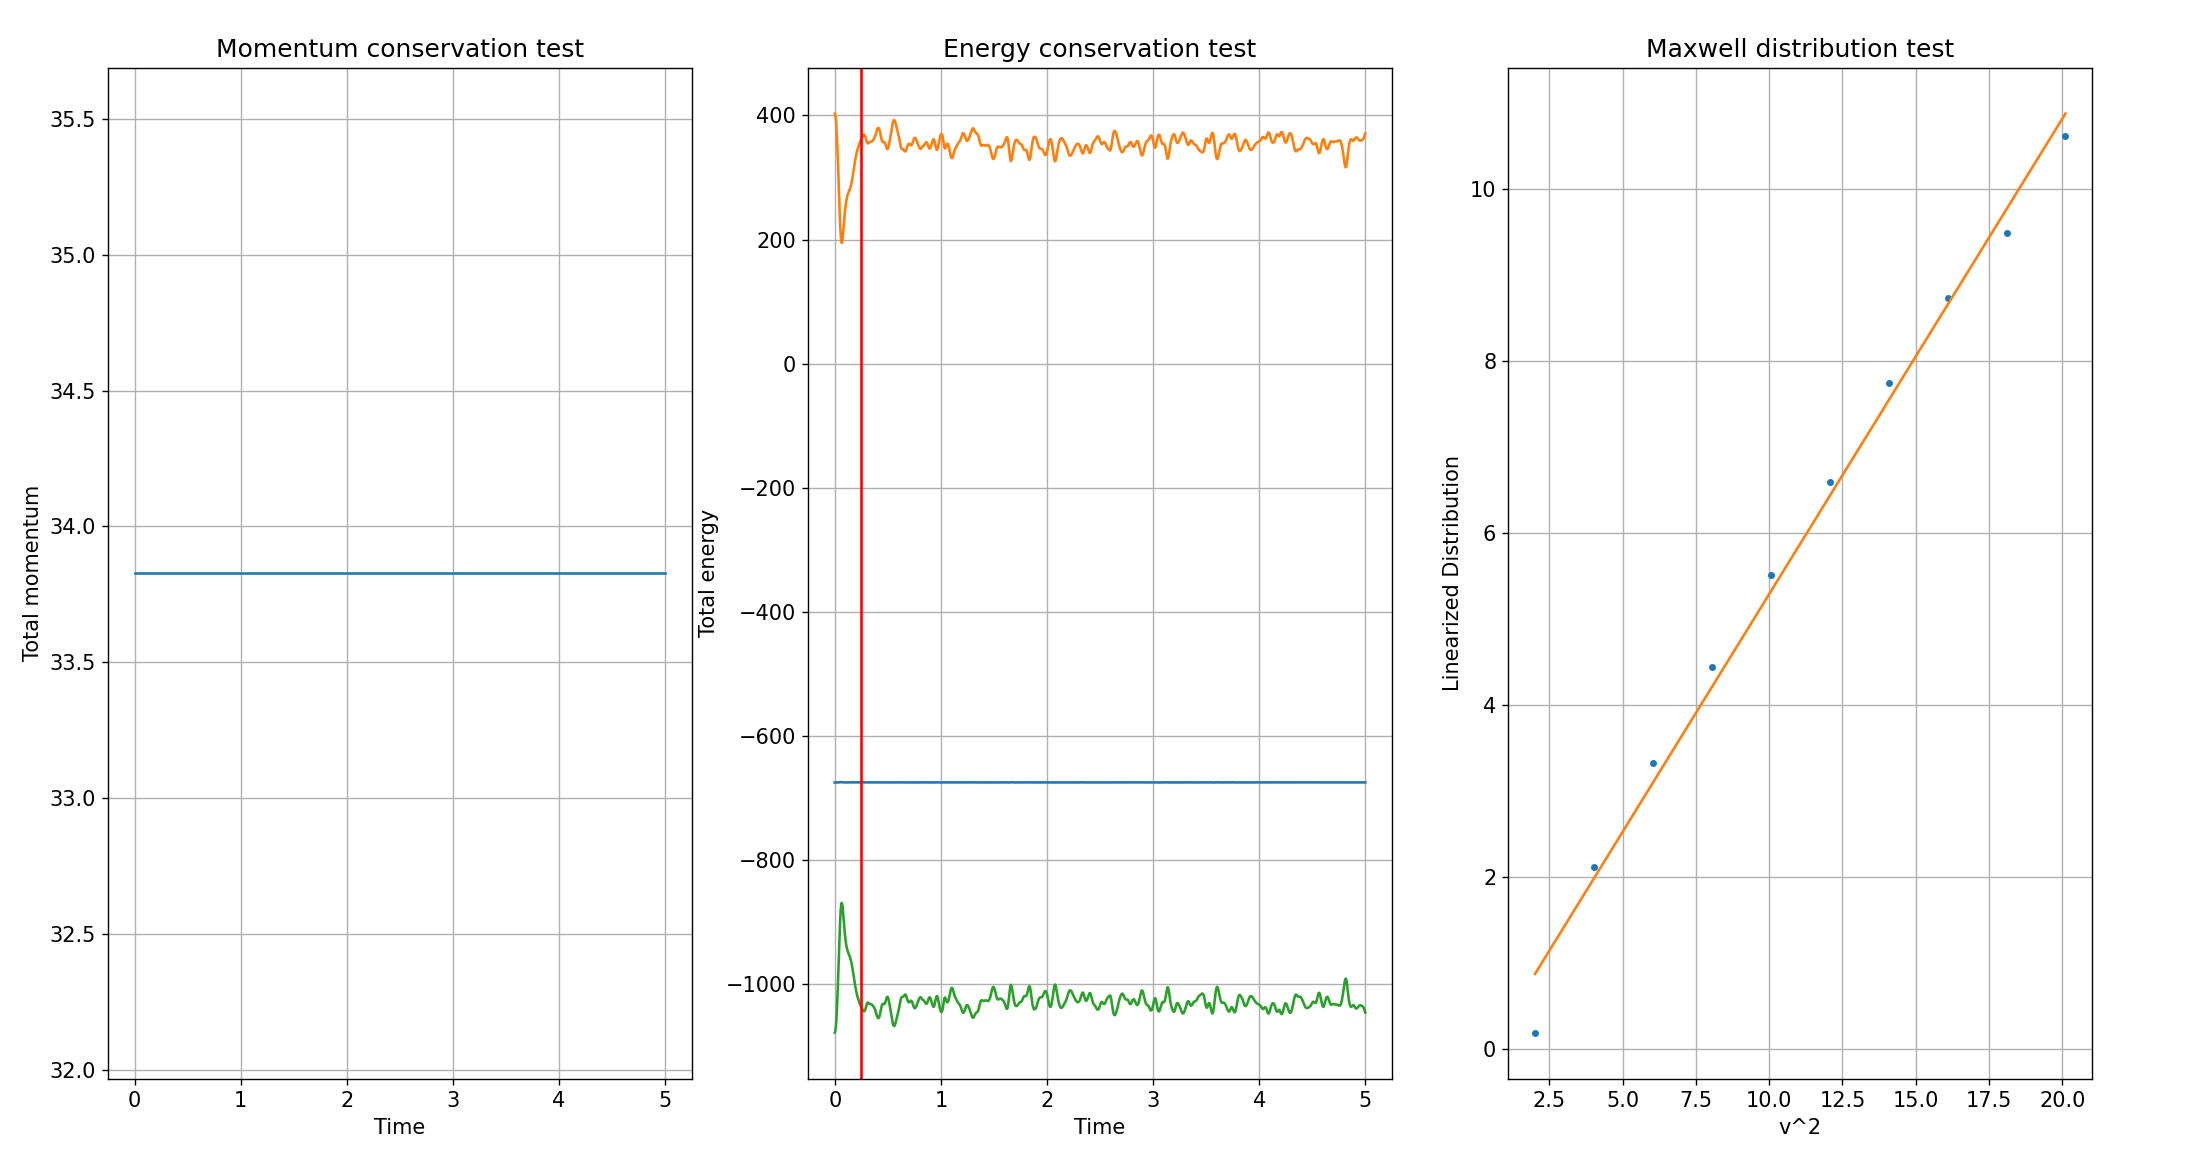 Momentum conservation test
Total momentum
35.5
35.0
34.5
34.0
33.5
33.0
32.5
32.0
0 1 2 3 4 5
Time
Energy conservation test
Total energy
400
200
0
−200
−400
−600
−800
−1000
0 1 2 3 4 5
Time
Maxwell distribution test
Linearized Distribution
10
8
6
4
2
0
2.5 5.0 7.5 10.0 12.5 15.0 17.5 20.0
v^2